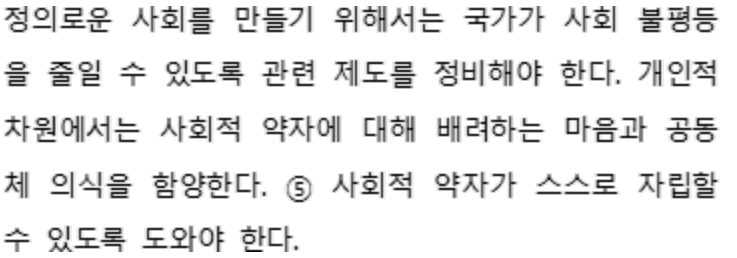 정의로운 사회를 만들기 위해서는 국가가 사회 불평등
을 줄일 수 있도록 관련 제도를 정비해야 한다. 개인적
차원에서는 사회적 약자에 대해 배려하는 마음과 공동
체 의식을 함양한다. ⑤ 사회적 약자가 스스로 자립할
수 있도록 도와야 한다.